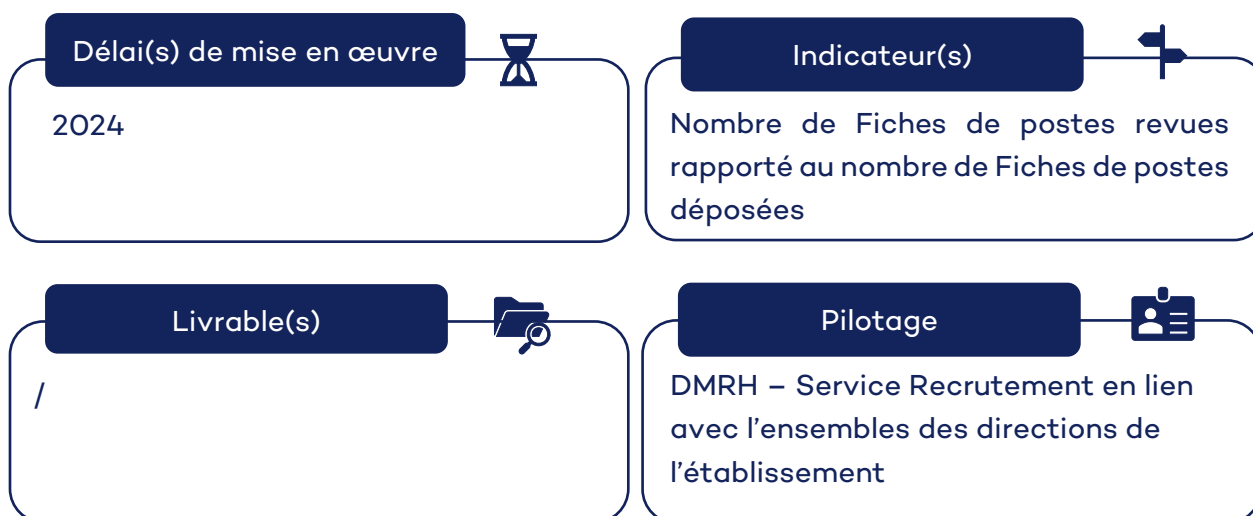 Délai(s) de mise en œuvre
2024
Indicateur(s)
Nombre de Fiches de postes revues
rapporté au nombre de Fiches de postes
déposées
Livrable(s)
/
Pilotage
DMRH – Service Recrutement en lien
avec l'ensembles des directions de
l'établissement